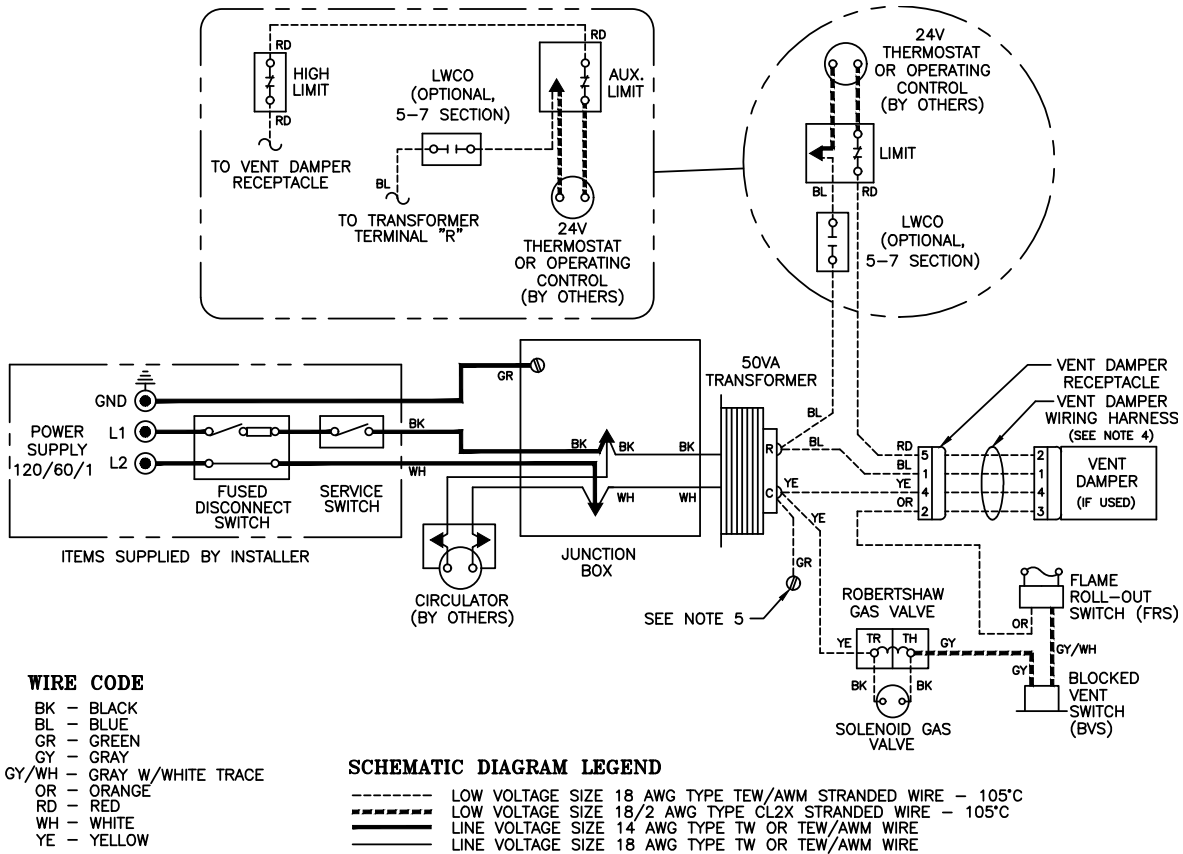 RD
RD
HIGH
LIMIT
RD
LWCO
(OPTIONAL,
5-7 SECTION)
AUX.
LIMIT
TO VENT DAMPER
RECEPTACLE
BL
TO TRANSFORMER
TERMINAL "R"
24V
THERMOSTAT
OR OPERATING
CONTROL
(BY OTHERS)
24V
THERMOSTAT
OR OPERATING
CONTROL
(BY OTHERS)
LIMIT
BL
RD
LWCO
(OPTIONAL,
5-7 SECTION)
GND
L1
L2
POWER
SUPPLY
120/60/1
FUSED
DISCONNECT
SWITCH
SERVICE
SWITCH
ITEMS SUPPLIED BY INSTALLER
BK
WH
GR
BK
BK
BK
WH
WH
JUNCTION
BOX
CIRCULATOR
(BY OTHERS)
50VA
TRANSFORMER
R
C
BL
BL
YE
YE
GR
SEE NOTE 5
VENT DAMPER
RECEPTACLE
VENT DAMPER
WIRING HARNESS
(SEE NOTE 4)
RD 5
BL 1
YE 4
OR 2
2
1
4
3
VENT
DAMPER
(IF USED)
ROBERTSHAW
GAS VALVE
YE
TR TH
GY
BK
BK
SOLENOID GAS
VALVE
FLAME
ROLL-OUT
SWITCH (FRS)
OR
GY/WH
GY
BLOCKED
VENT
SWITCH
(BVS)
WIRE CODE
BK - BLACK
BL - BLUE
GR - GREEN
GY - GRAY
GY/WH - GRAY W/WHITE TRACE
OR - ORANGE
RD - RED
WH - WHITE
YE - YELLOW
SCHEMATIC DIAGRAM LEGEND
LOW VOLTAGE SIZE 18 AWG TYPE TEW/AWM STRANDED WIRE - 105°C
LOW VOLTAGE SIZE 18/2 AWG TYPE CL2X STRANDED WIRE - 105°C
LINE VOLTAGE SIZE 14 AWG TYPE TW OR TEW/AWM WIRE
LINE VOLTAGE SIZE 18 AWG TYPE TW OR TEW/AWM WIRE